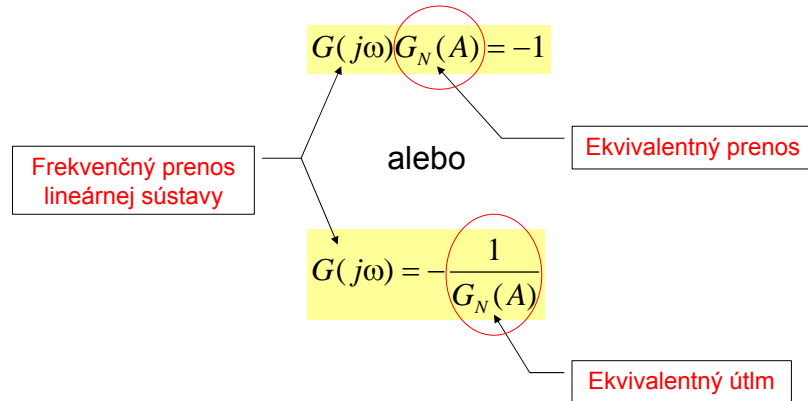 G(jω)G_N(A) = −1
Ekvivalentný prenos
Frekvenčný prenos
lineárnej sústavy
alebo
G(jω) = −1/G_N(A)
Ekvivalentný útlm